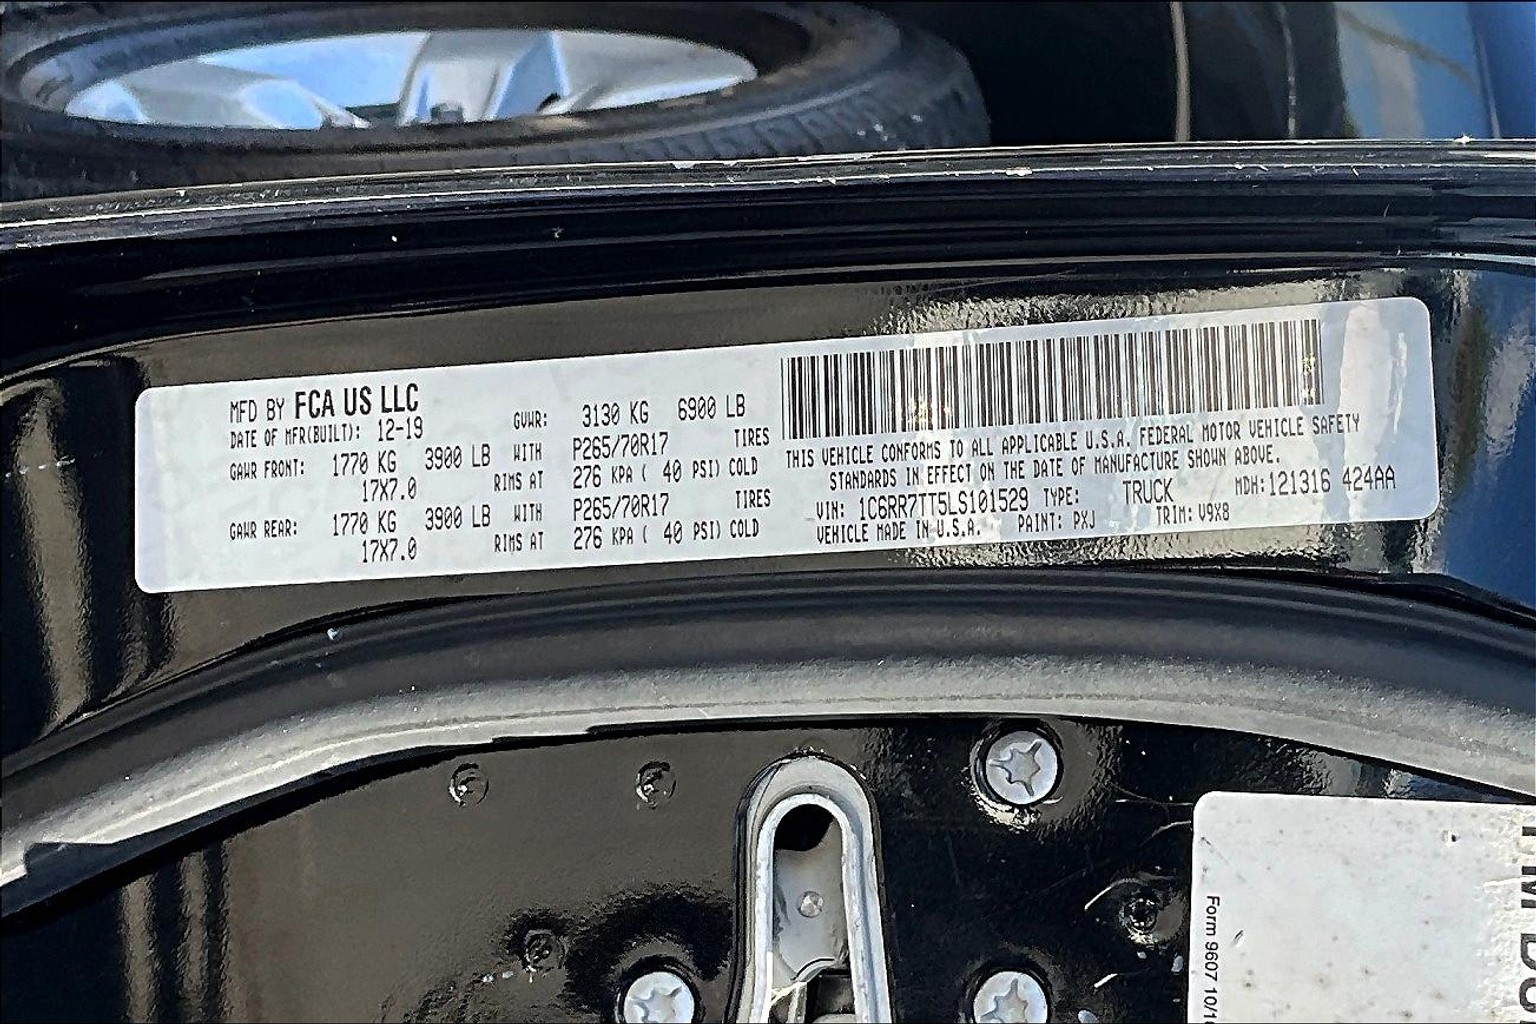 MFD BY FCA US LLC
DATE OF MFR(BUILT): 12-19 GVWR: 3130 KG 6900 LB
GAWR FRONT: 1770 KG 3900 LB WITH P265/70R17 TIRES
17X7.0 RIMS AT 276 KPA ( 40 PSI) COLD
GAWR REAR: 1770 KG 3900 LB WITH P265/70R17 TIRES
17X7.0 RIMS AT 276 KPA ( 40 PSI) COLD
THIS VEHICLE CONFORMS TO ALL APPLICABLE U.S.A. FEDERAL MOTOR VEHICLE SAFETY
STANDARDS IN EFFECT ON THE DATE OF MANUFACTURE SHOWN ABOVE.
VIN: 1C6RR7TT5LS101529 TYPE: TRUCK MDH: 121316 424AA
VEHICLE MADE IN U.S.A. PAINT: PXJ TRIM: V9X8
Form 9607